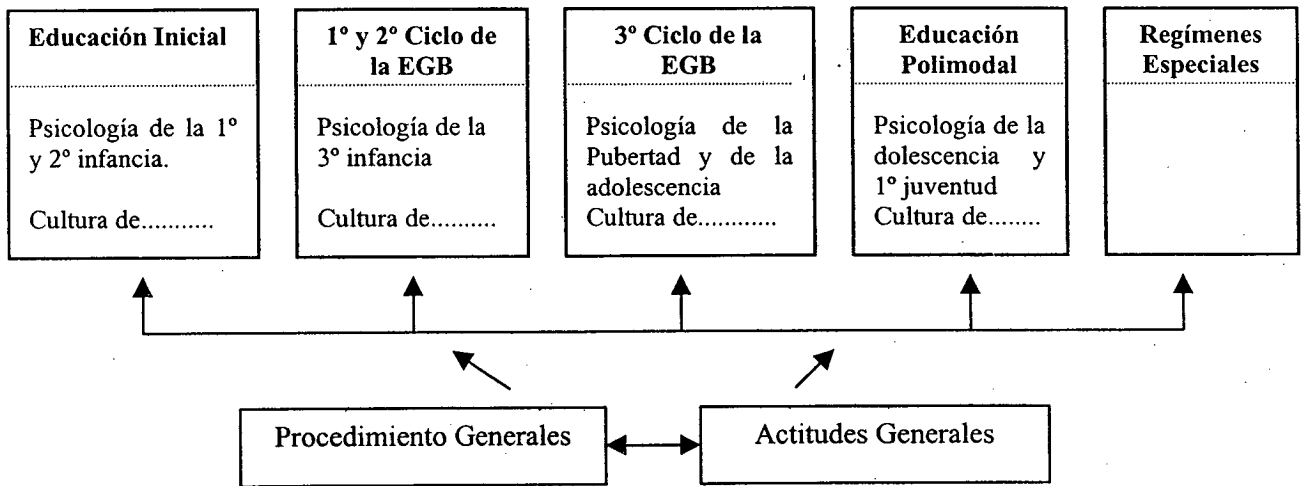 Educación Inicial
Psicología de la 1º
y 2º infancia.
Cultura de...........
1º y 2º Ciclo de
la EGB
Psicología de la
3º infancia
Cultura de..........
3º Ciclo de la
EGB
Psicología de la
Pubertad y de la
adolescencia
Cultura de............
Educación
Polimodal
Psicología de la
dolescencia y
1º juventud
Cultura de........
Regímenes
Especiales
Procedimiento Generales
Actitudes Generales